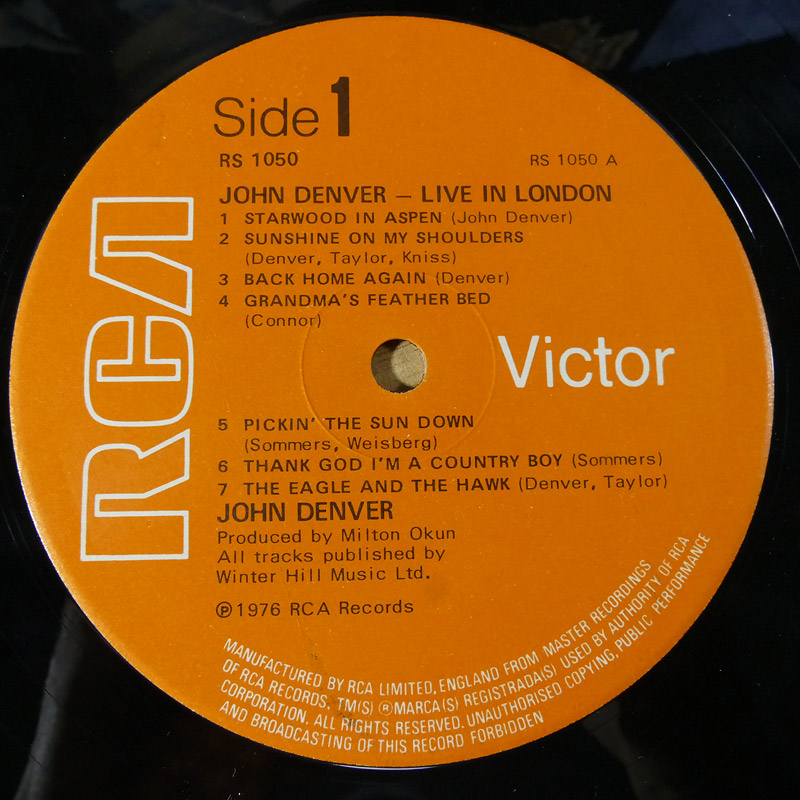 Side 1
RS 1050 RS 1050 A
JOHN DENVER – LIVE IN LONDON
1 STARWOOD IN ASPEN (John Denver)
2 SUNSHINE ON MY SHOULDERS
(Denver, Taylor, Kniss)
3 BACK HOME AGAIN (Denver)
4 GRANDMA'S FEATHER BED
(Connor)
RCA
Victor
5 PICKIN' THE SUN DOWN
(Sommers, Weisberg)
6 THANK GOD I'M A COUNTRY BOY (Sommers)
7 THE EAGLE AND THE HAWK (Denver, Taylor)
JOHN DENVER
Produced by Milton Okun
All tracks published by
Winter Hill Music Ltd.
℗1976 RCA Records
MANUFACTURED BY RCA LIMITED, ENGLAND FROM MASTER RECORDINGS
OF RCA RECORDS. TM(S) ® MARCA(S) REGISTRADA(S) USED BY AUTHORITY OF RCA
CORPORATION. ALL RIGHTS RESERVED. UNAUTHORISED COPYING, PUBLIC PERFORMANCE
AND BROADCASTING OF THIS RECORD FORBIDDEN